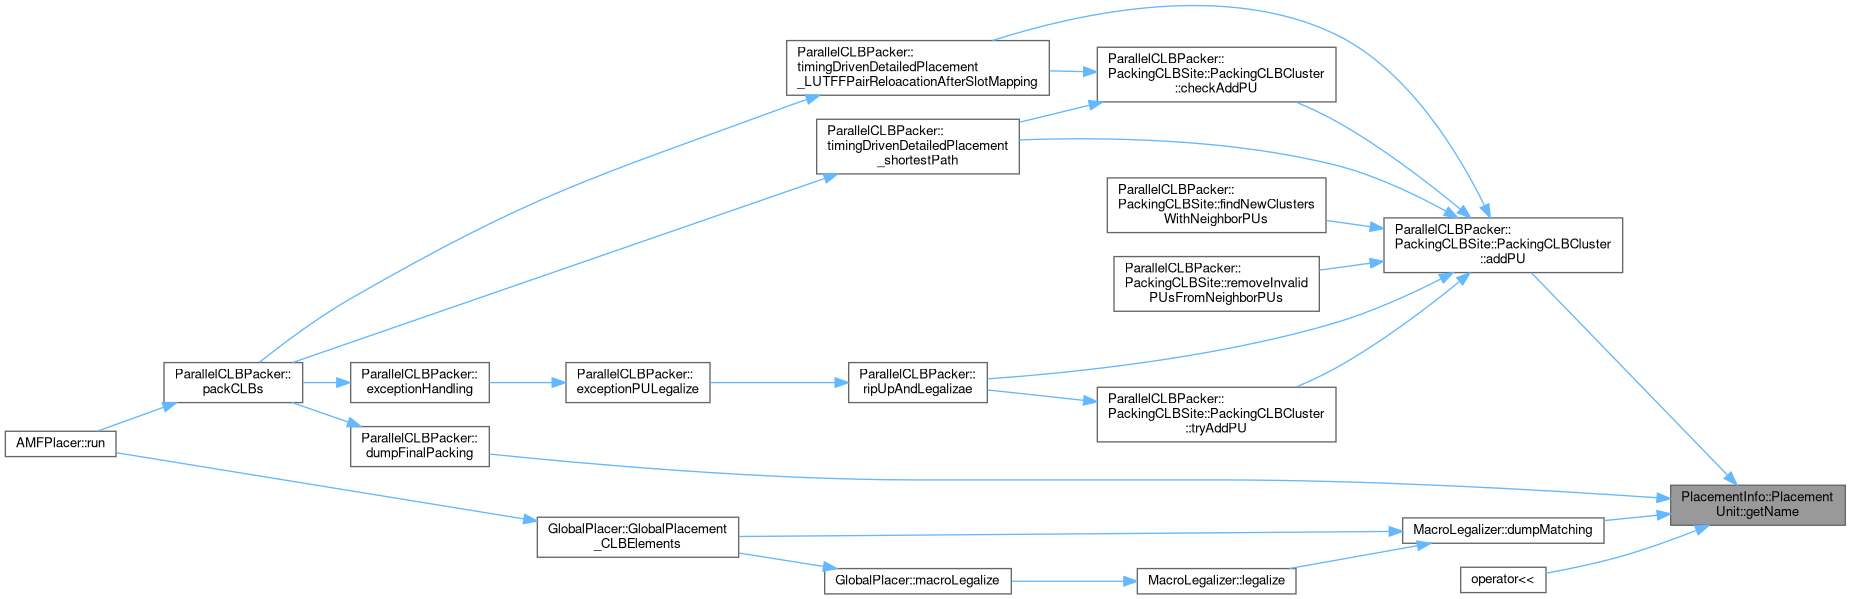 ParallelCLBPacker::
timingDrivenDetailedPlacement
_LUTFFPairReloacationAfterSlotMapping
ParallelCLBPacker::
PackingCLBSite::PackingCLBCluster
::checkAddPU
ParallelCLBPacker::
timingDrivenDetailedPlacement
_shortestPath
ParallelCLBPacker::
PackingCLBSite::findNewClusters
WithNeighborPUs
ParallelCLBPacker::
PackingCLBSite::PackingCLBCluster
::addPU
ParallelCLBPacker::
PackingCLBSite::removeInvalid
PUsFromNeighborPUs
ParallelCLBPacker::
packCLBs
ParallelCLBPacker::
exceptionHandling
ParallelCLBPacker::
exceptionPULegalize
ParallelCLBPacker::
ripUpAndLegalizae
ParallelCLBPacker::
PackingCLBSite::PackingCLBCluster
::tryAddPU
AMFPlacer::run
ParallelCLBPacker::
dumpFinalPacking
PlacementInfo::Placement
Unit::getName
GlobalPlacer::GlobalPlacement
_CLBElements
MacroLegalizer::dumpMatching
GlobalPlacer::macroLegalize
MacroLegalizer::legalize
operator<<